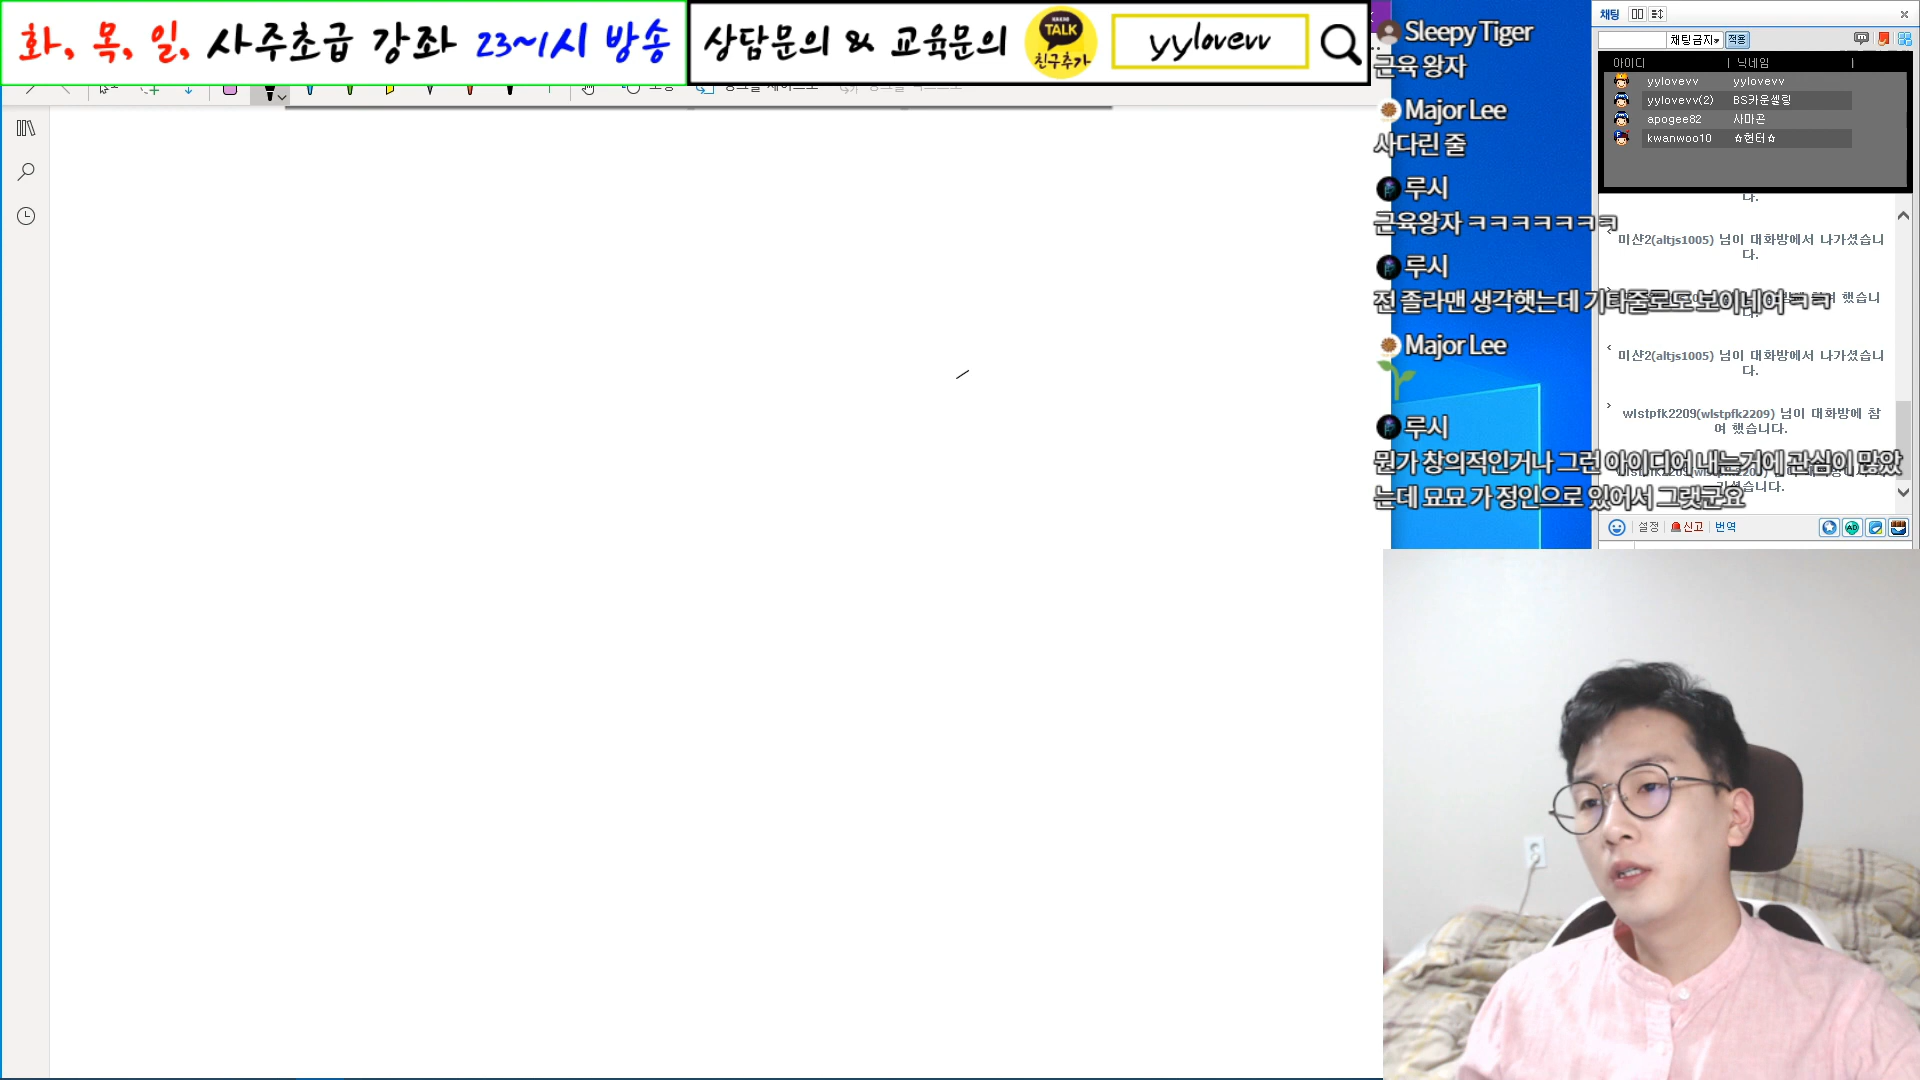 화, 목, 일, 사주초급 강좌 23~1시 방송
상담문의 & 교육문의
TALK
친구추가
yylovevv
Sleepy Tiger
근육 왕자
Major Lee
사다린 줄
루시
근육왕자 ㅋㅋㅋㅋㅋㅋㅋ
루시
전 졸라맨 생각햇는데 기타줄로도 보이네여 ㅋㅋ
Major Lee
루시
뭔가 창의적인거나 그런 아이디어 내는거에 관심이 많았
는데 묘묘 가 정인으로 있어서 그랫군요
채팅
채팅금지
적용
아이디 닉네임
yylovevv yylovevv
yylovevv(2) BS카운셀링
apogee82 사마곤
kwanwoo10 ☆헌터☆
다.
미샨2(altjs1005) 님이 대화방에서 나가셨습니
다.
여 했습니
다.
미샨2(altjs1005) 님이 대화방에서 나가셨습니
다.
wlstpfk2209(wlstpfk2209) 님이 대화방에 참
여 했습니다.
설정 신고 번역